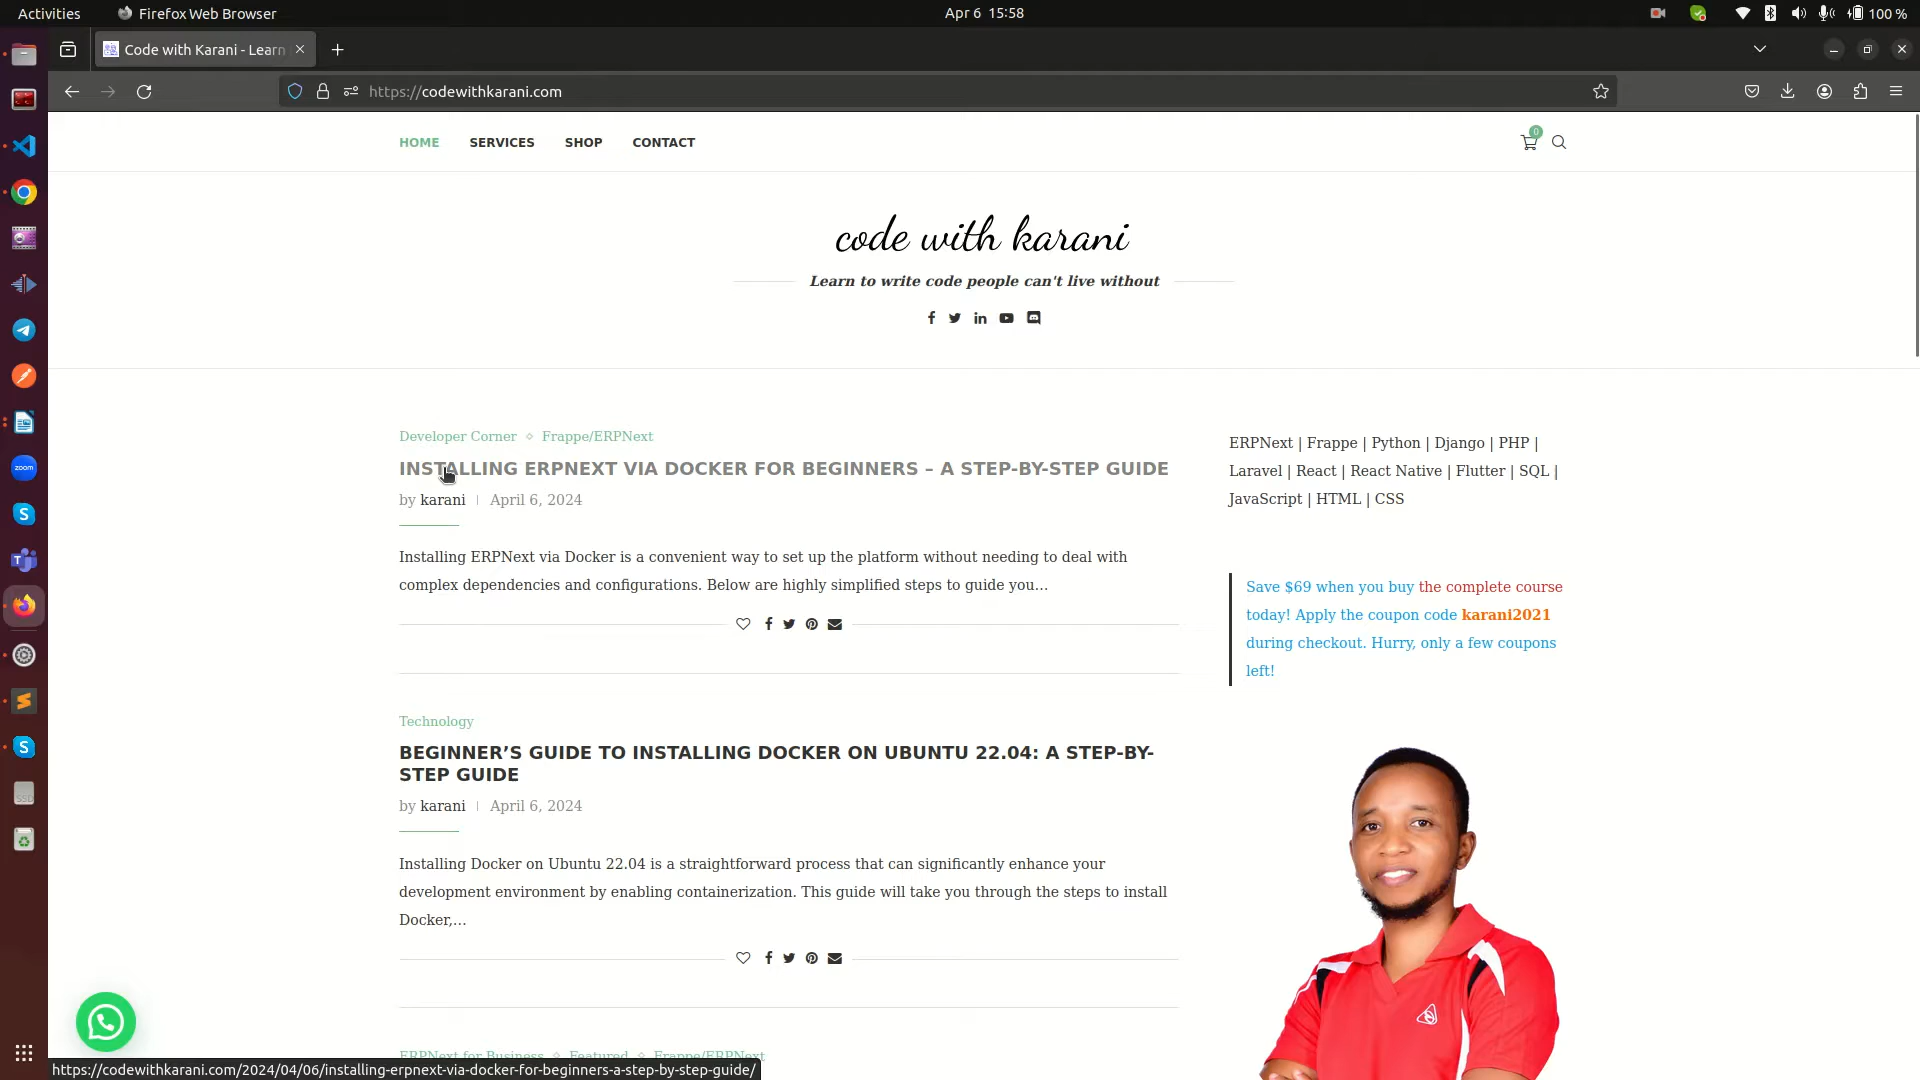 Activities
Firefox Web Browser
Apr 6 15:58
100 %
Code with Karani - Learn
https://codewithkarani.com
HOME
SERVICES
SHOP
CONTACT
0
code with karani
Learn to write code people can't live without
Developer Corner
Frappe/ERPNext
INSTALLING ERPNEXT VIA DOCKER FOR BEGINNERS – A STEP-BY-STEP GUIDE
by karani
April 6, 2024
Installing ERPNext via Docker is a convenient way to set up the platform without needing to deal with
complex dependencies and configurations. Below are highly simplified steps to guide you…
ERPNext | Frappe | Python | Django | PHP |
Laravel | React | React Native | Flutter | SQL |
JavaScript | HTML | CSS
Save $69 when you buy the complete course
today! Apply the coupon code karani2021
during checkout. Hurry, only a few coupons
left!
Technology
BEGINNER’S GUIDE TO INSTALLING DOCKER ON UBUNTU 22.04: A STEP-BY-
STEP GUIDE
by karani
April 6, 2024
Installing Docker on Ubuntu 22.04 is a straightforward process that can significantly enhance your
development environment by enabling containerization. This guide will take you through the steps to install
Docker,…
ERPNext for Business
Featured
Frappe/ERPNext
https://codewithkarani.com/2024/04/06/installing-erpnext-via-docker-for-beginners-a-step-by-step-guide/
zoom
SSD